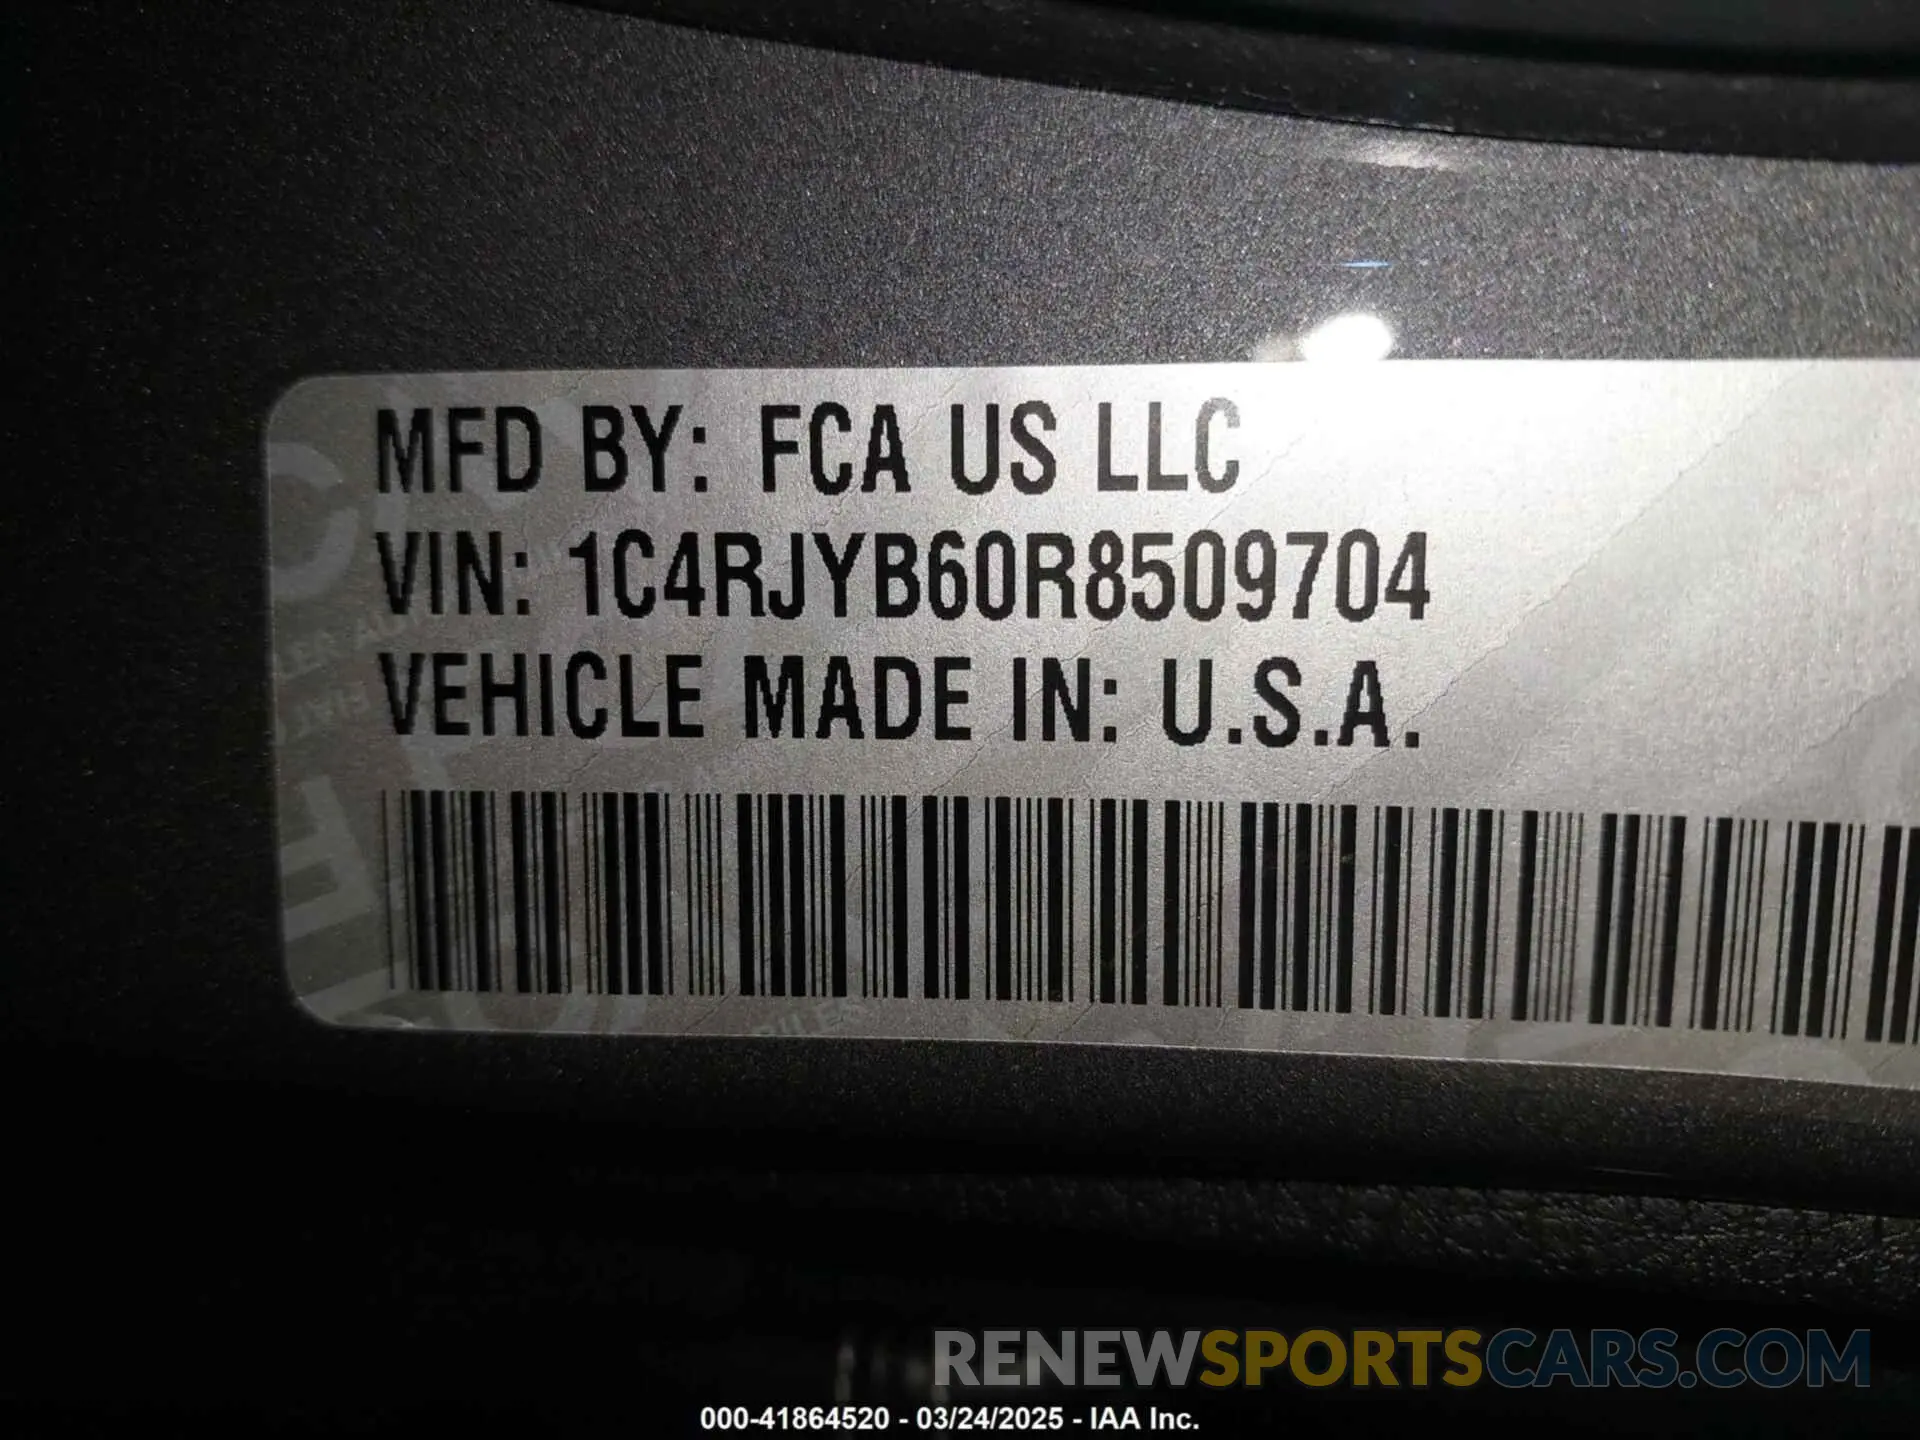 MFD BY: FCA US LLC
VIN: 1C4RJYB60R8509704
VEHICLE MADE IN: U.S.A.
RENEWSPORTSCARS.COM
000-41864520 - 03/24/2025 - IAA Inc.